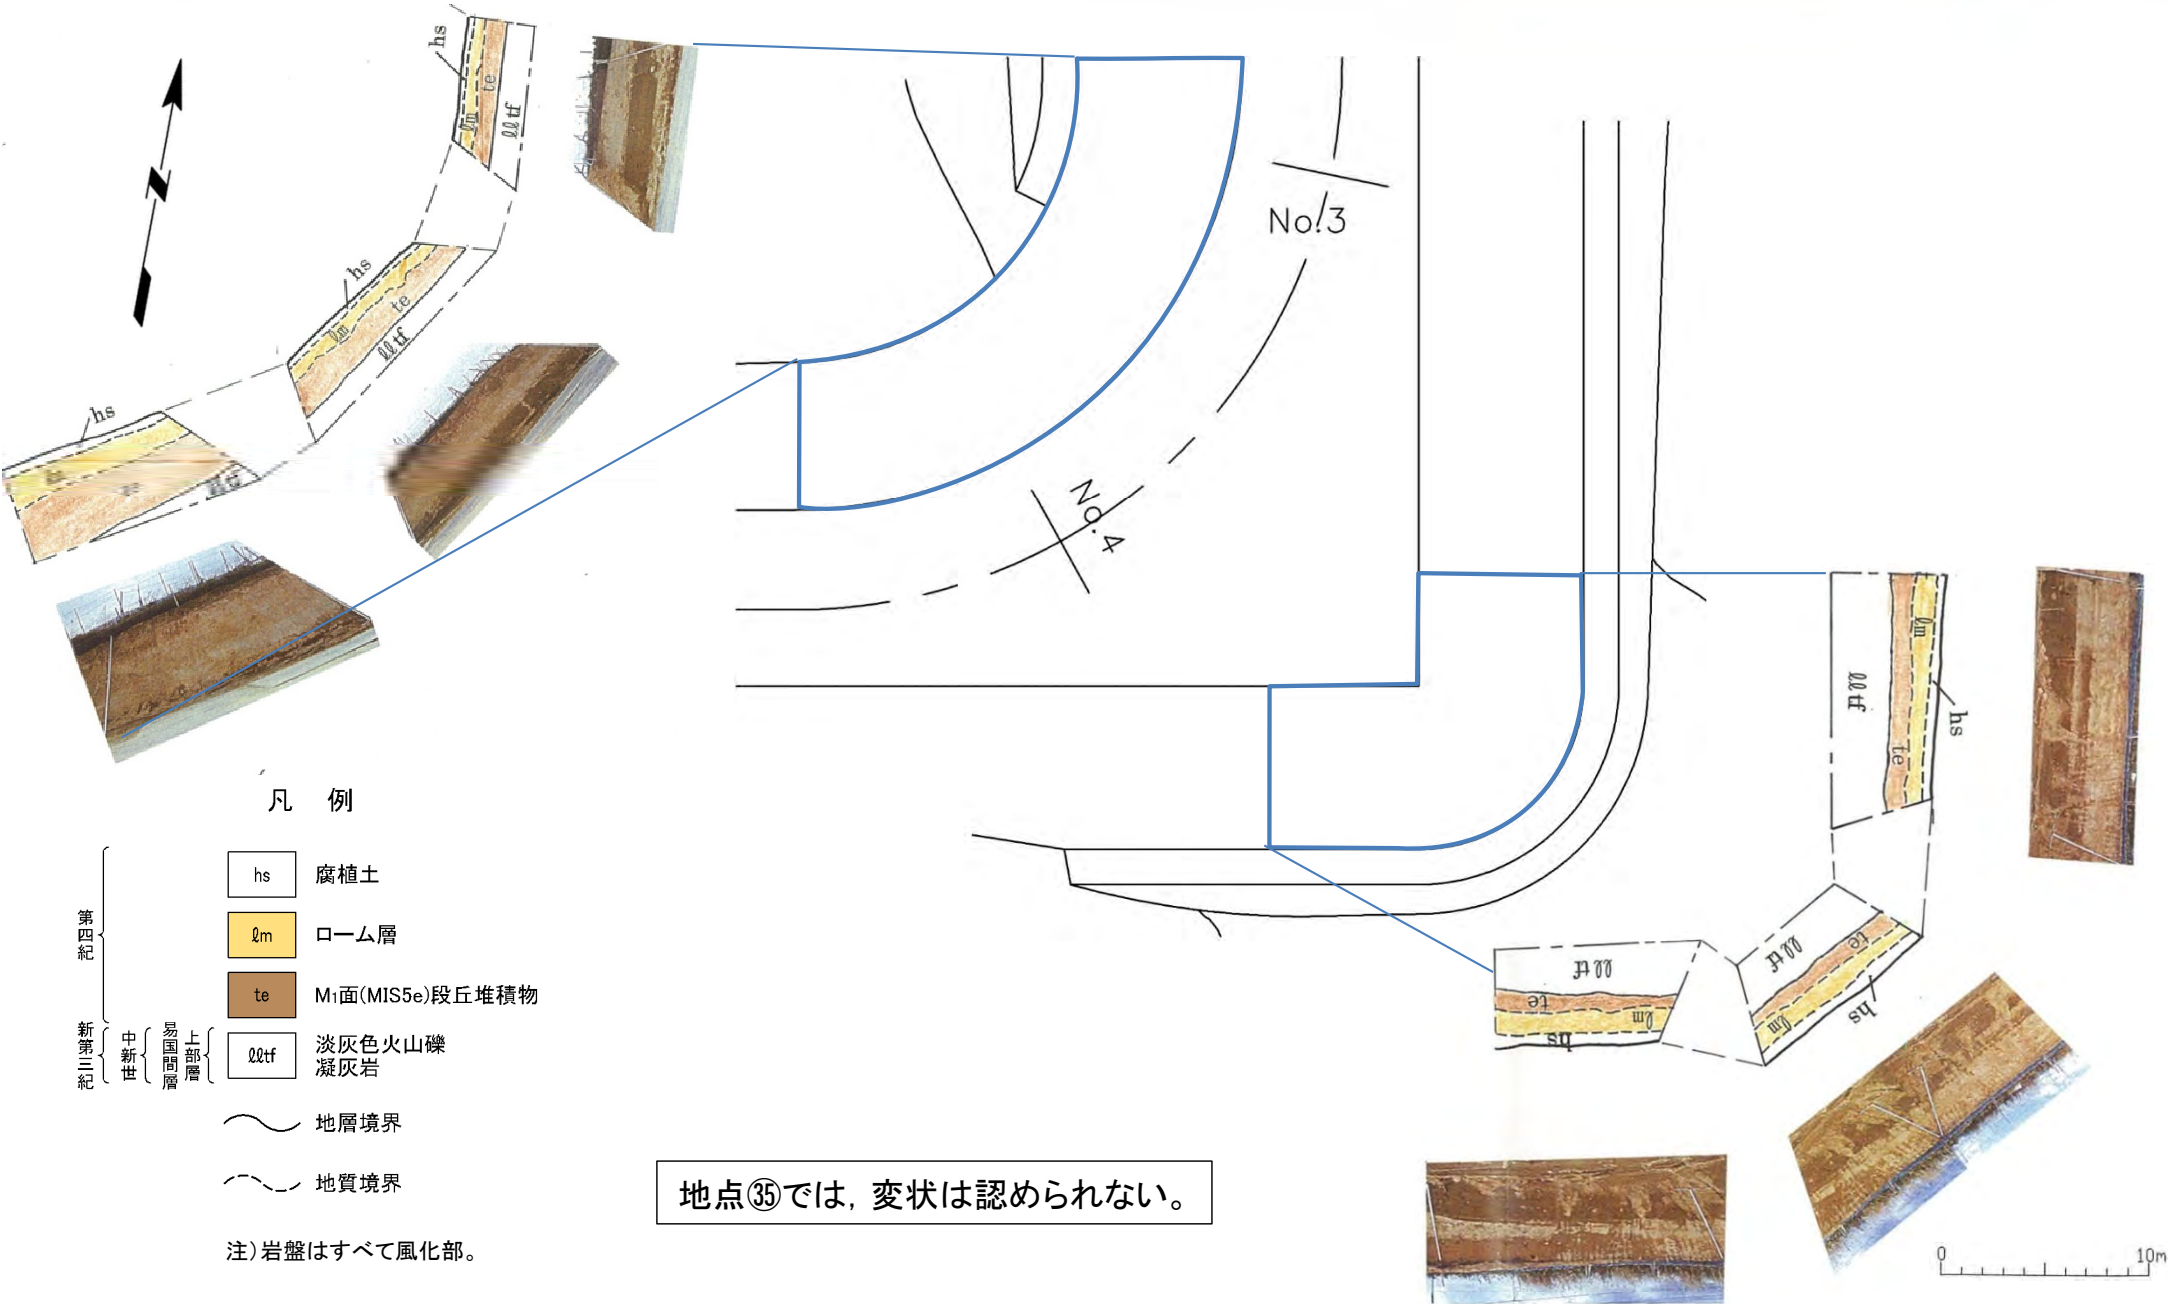 hs
te
ℓm
ℓℓtf
N
hs
te
ℓm
ℓℓtf
hs
No.3
No.4
ℓm
ℓℓtf
hs
te
ℓℓtf
te
ℓm
hs
ℓℓtf
te
ℓm
hs
凡 例
第四紀
hs 腐植土
ℓm ローム層
te M₁面(MIS5e)段丘堆積物
新第三紀
中新世
易国間層
上部層
ℓℓtf 淡灰色火山礫
凝灰岩
地層境界
地質境界
注)岩盤はすべて風化部。
地点㉟では，変状は認められない。
0 10m